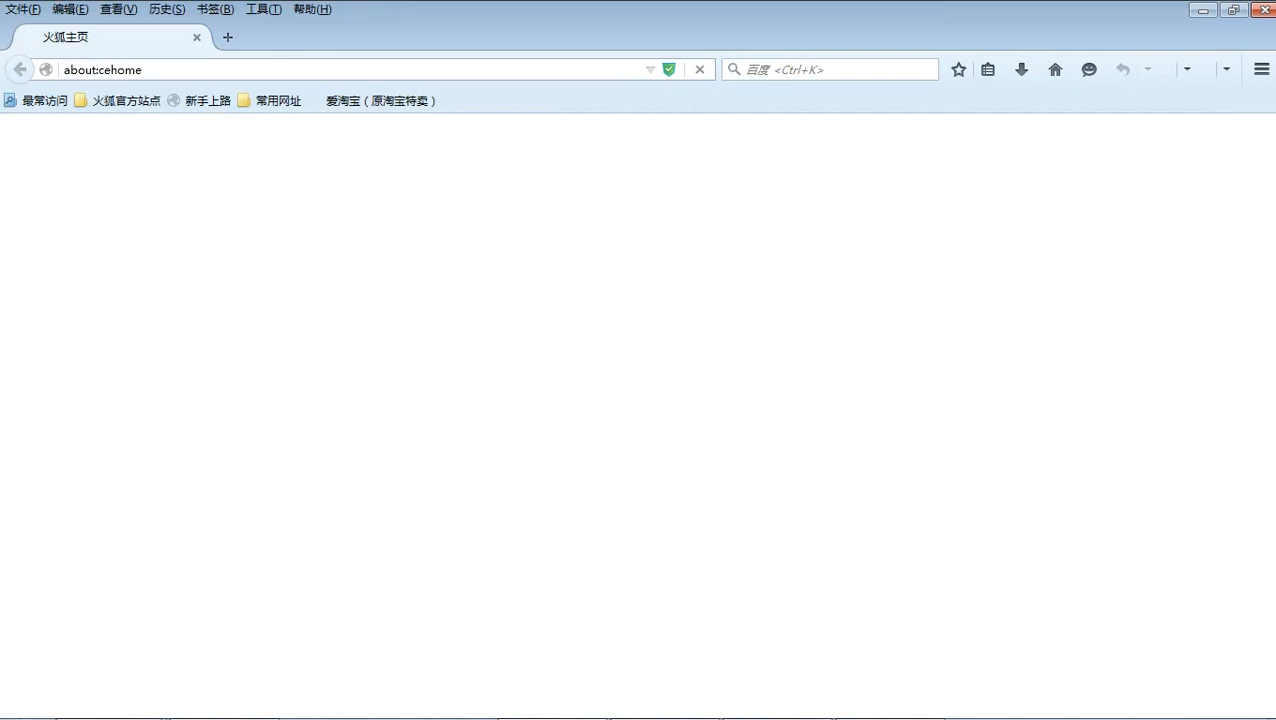 文件(F) 编辑(E) 查看(V) 历史(S) 书签(B) 工具(T) 帮助(H)
火狐主页
about:cehome 百度 <Ctrl+K>
最常访问 火狐官方站点 新手上路 常用网址 爱淘宝（原淘宝特卖）